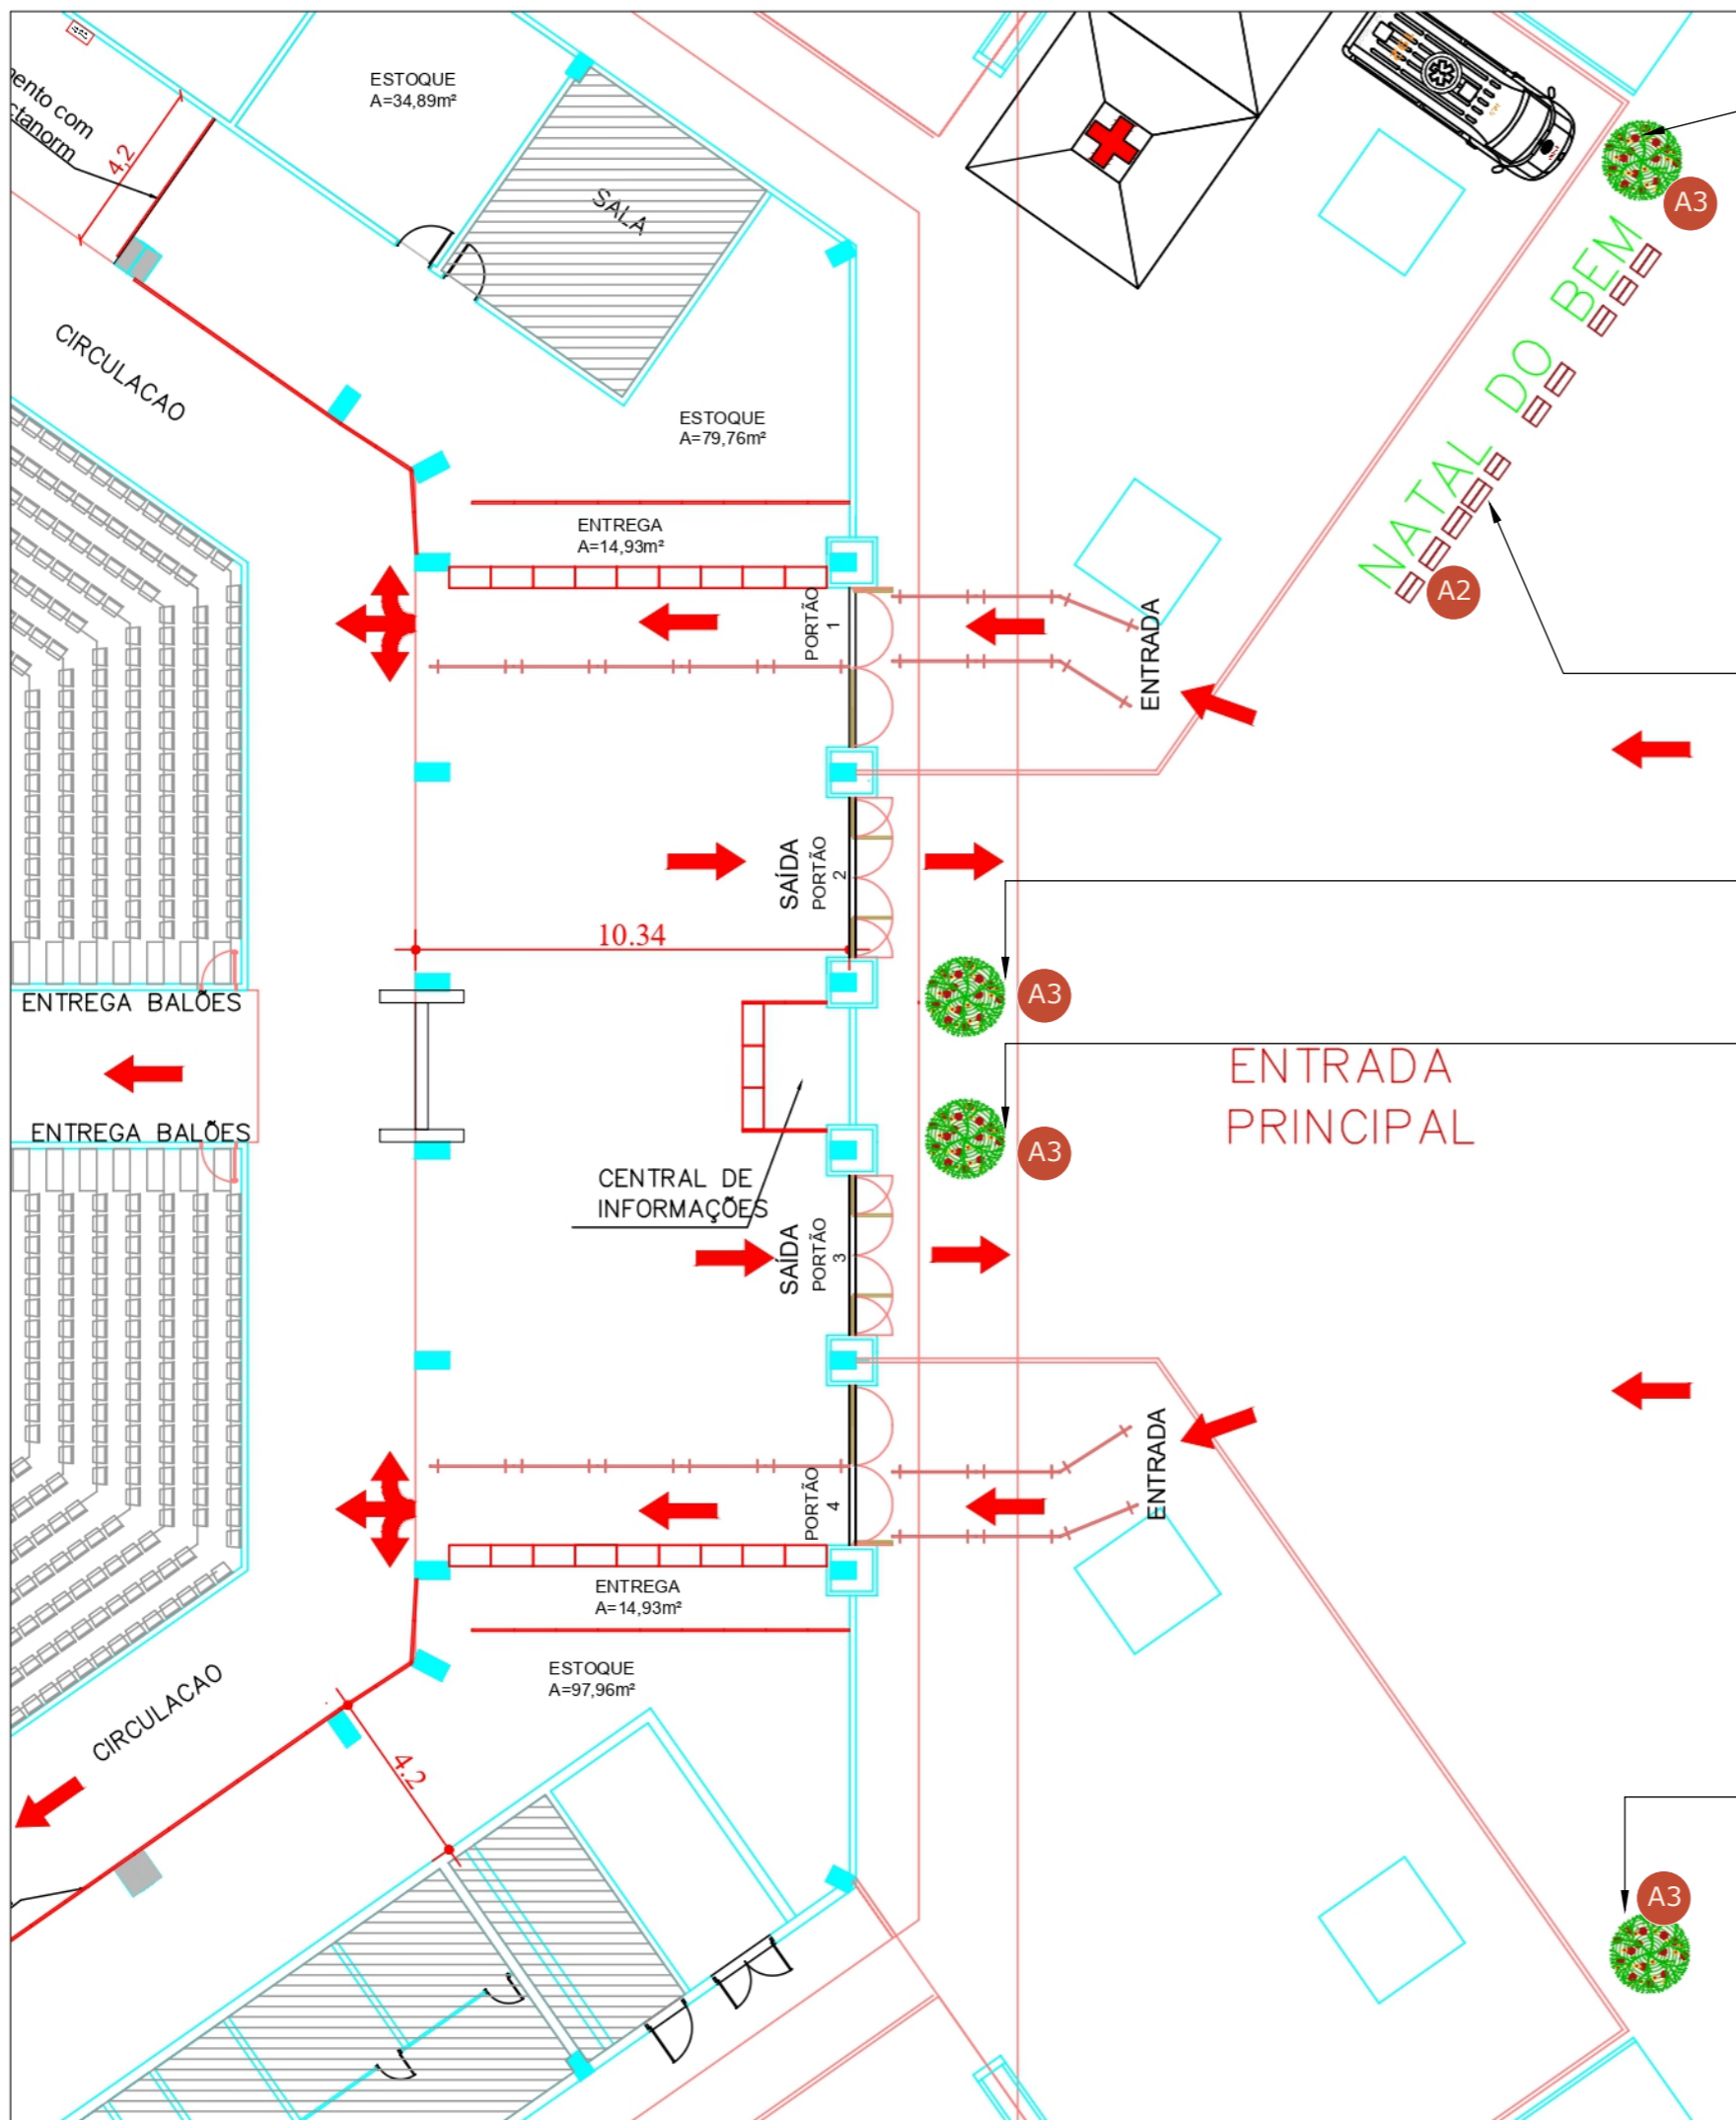 ESTOQUE
A=34,89m²
com
4,2
SALA
A3
NATAL DO BEM
CIRCULACAO
ESTOQUE
A=79,76m²
ENTREGA
A=14,93m²
A2
PORTÃO
1
ENTRADA
SAÍDA
PORTÃO
2
10.34
ENTREGA BALÕES
A3
ENTRADA
PRINCIPAL
ENTREGA BALÕES
A3
CENTRAL DE
INFORMAÇÕES
SAÍDA
PORTÃO
3
ENTRADA
PORTÃO
4
ENTREGA
A=14,93m²
ESTOQUE
A=97,96m²
CIRCULACAO
4.2
A3